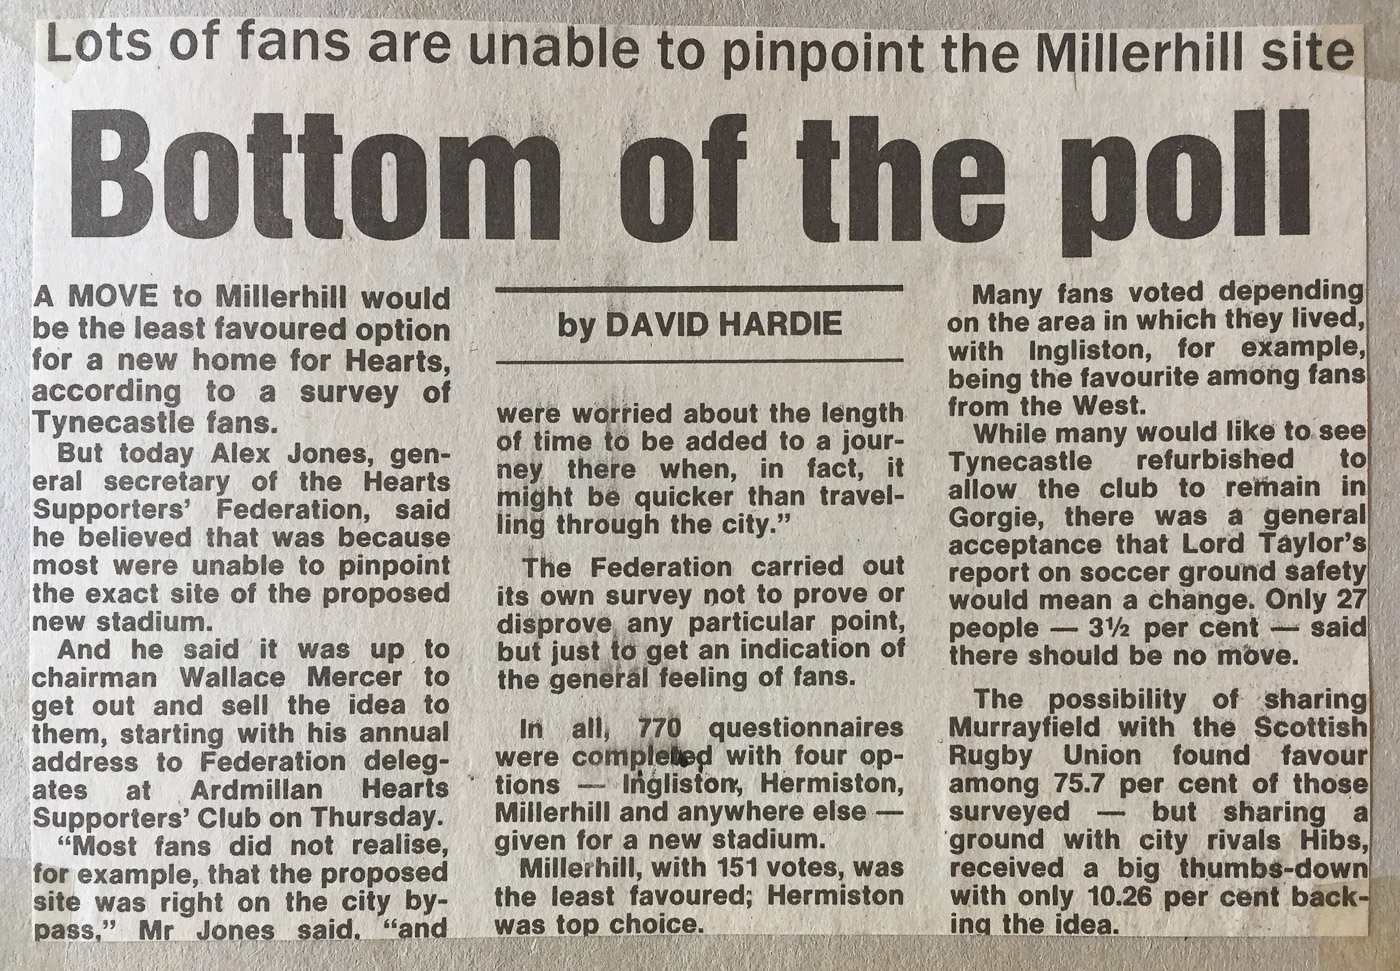 Lots of fans are unable to pinpoint the Millerhill site
Bottom of the poll
A MOVE to Millerhill would
be the least favoured option
for a new home for Hearts,
according to a survey of
Tynecastle fans.
But today Alex Jones, gen-
eral secretary of the Hearts
Supporters' Federation, said
he believed that was because
most were unable to pinpoint
the exact site of the proposed
new stadium.
And he said it was up to
chairman Wallace Mercer to
get out and sell the idea to
them, starting with his annual
address to Federation deleg-
ates at Ardmillan Hearts
Supporters' Club on Thursday.
“Most fans did not realise,
for example, that the proposed
site was right on the city by-
pass,” Mr Jones said, “and
by DAVID HARDIE
were worried about the length
of time to be added to a jour-
ney there when, in fact, it
might be quicker than travel-
ling through the city.”
The Federation carried out
its own survey not to prove or
disprove any particular point,
but just to get an indication of
the general feeling of fans.
In all, 770 questionnaires
were completed with four op-
tions — Ingliston, Hermiston,
Millerhill and anywhere else —
given for a new stadium.
Millerhill, with 151 votes, was
the least favoured; Hermiston
was top choice.
Many fans voted depending
on the area in which they lived,
with Ingliston, for example,
being the favourite among fans
from the West.
While many would like to see
Tynecastle refurbished to
allow the club to remain in
Gorgie, there was a general
acceptance that Lord Taylor's
report on soccer ground safety
would mean a change. Only 27
people — 3½ per cent — said
there should be no move.
The possibility of sharing
Murrayfield with the Scottish
Rugby Union found favour
among 75.7 per cent of those
surveyed — but sharing a
ground with city rivals Hibs,
received a big thumbs-down
with only 10.26 per cent back-
ing the idea.